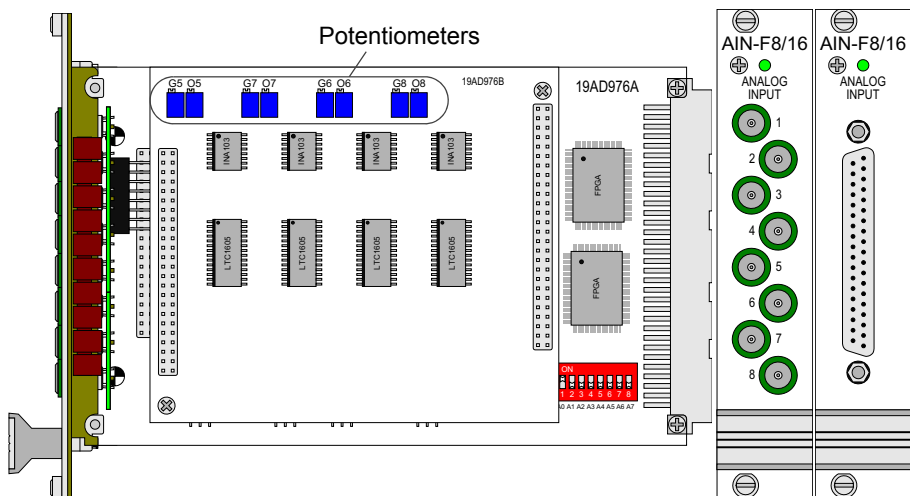 Potentiometers
G5 O5 G7 O7 G6 O6 G8 O8
19AD976B
19AD976A
INA103 INA103 INA103 INA103
LTC1605 LTC1605 LTC1605 LTC1605
FPGA
FPGA
ON
1 2 3 4 5 6 7 8
A0 A1 A2 A3 A4 A5 A6 A7
AIN-F8/16
ANALOG
INPUT
1
2
3
4
5
6
7
8
AIN-F8/16
ANALOG
INPUT